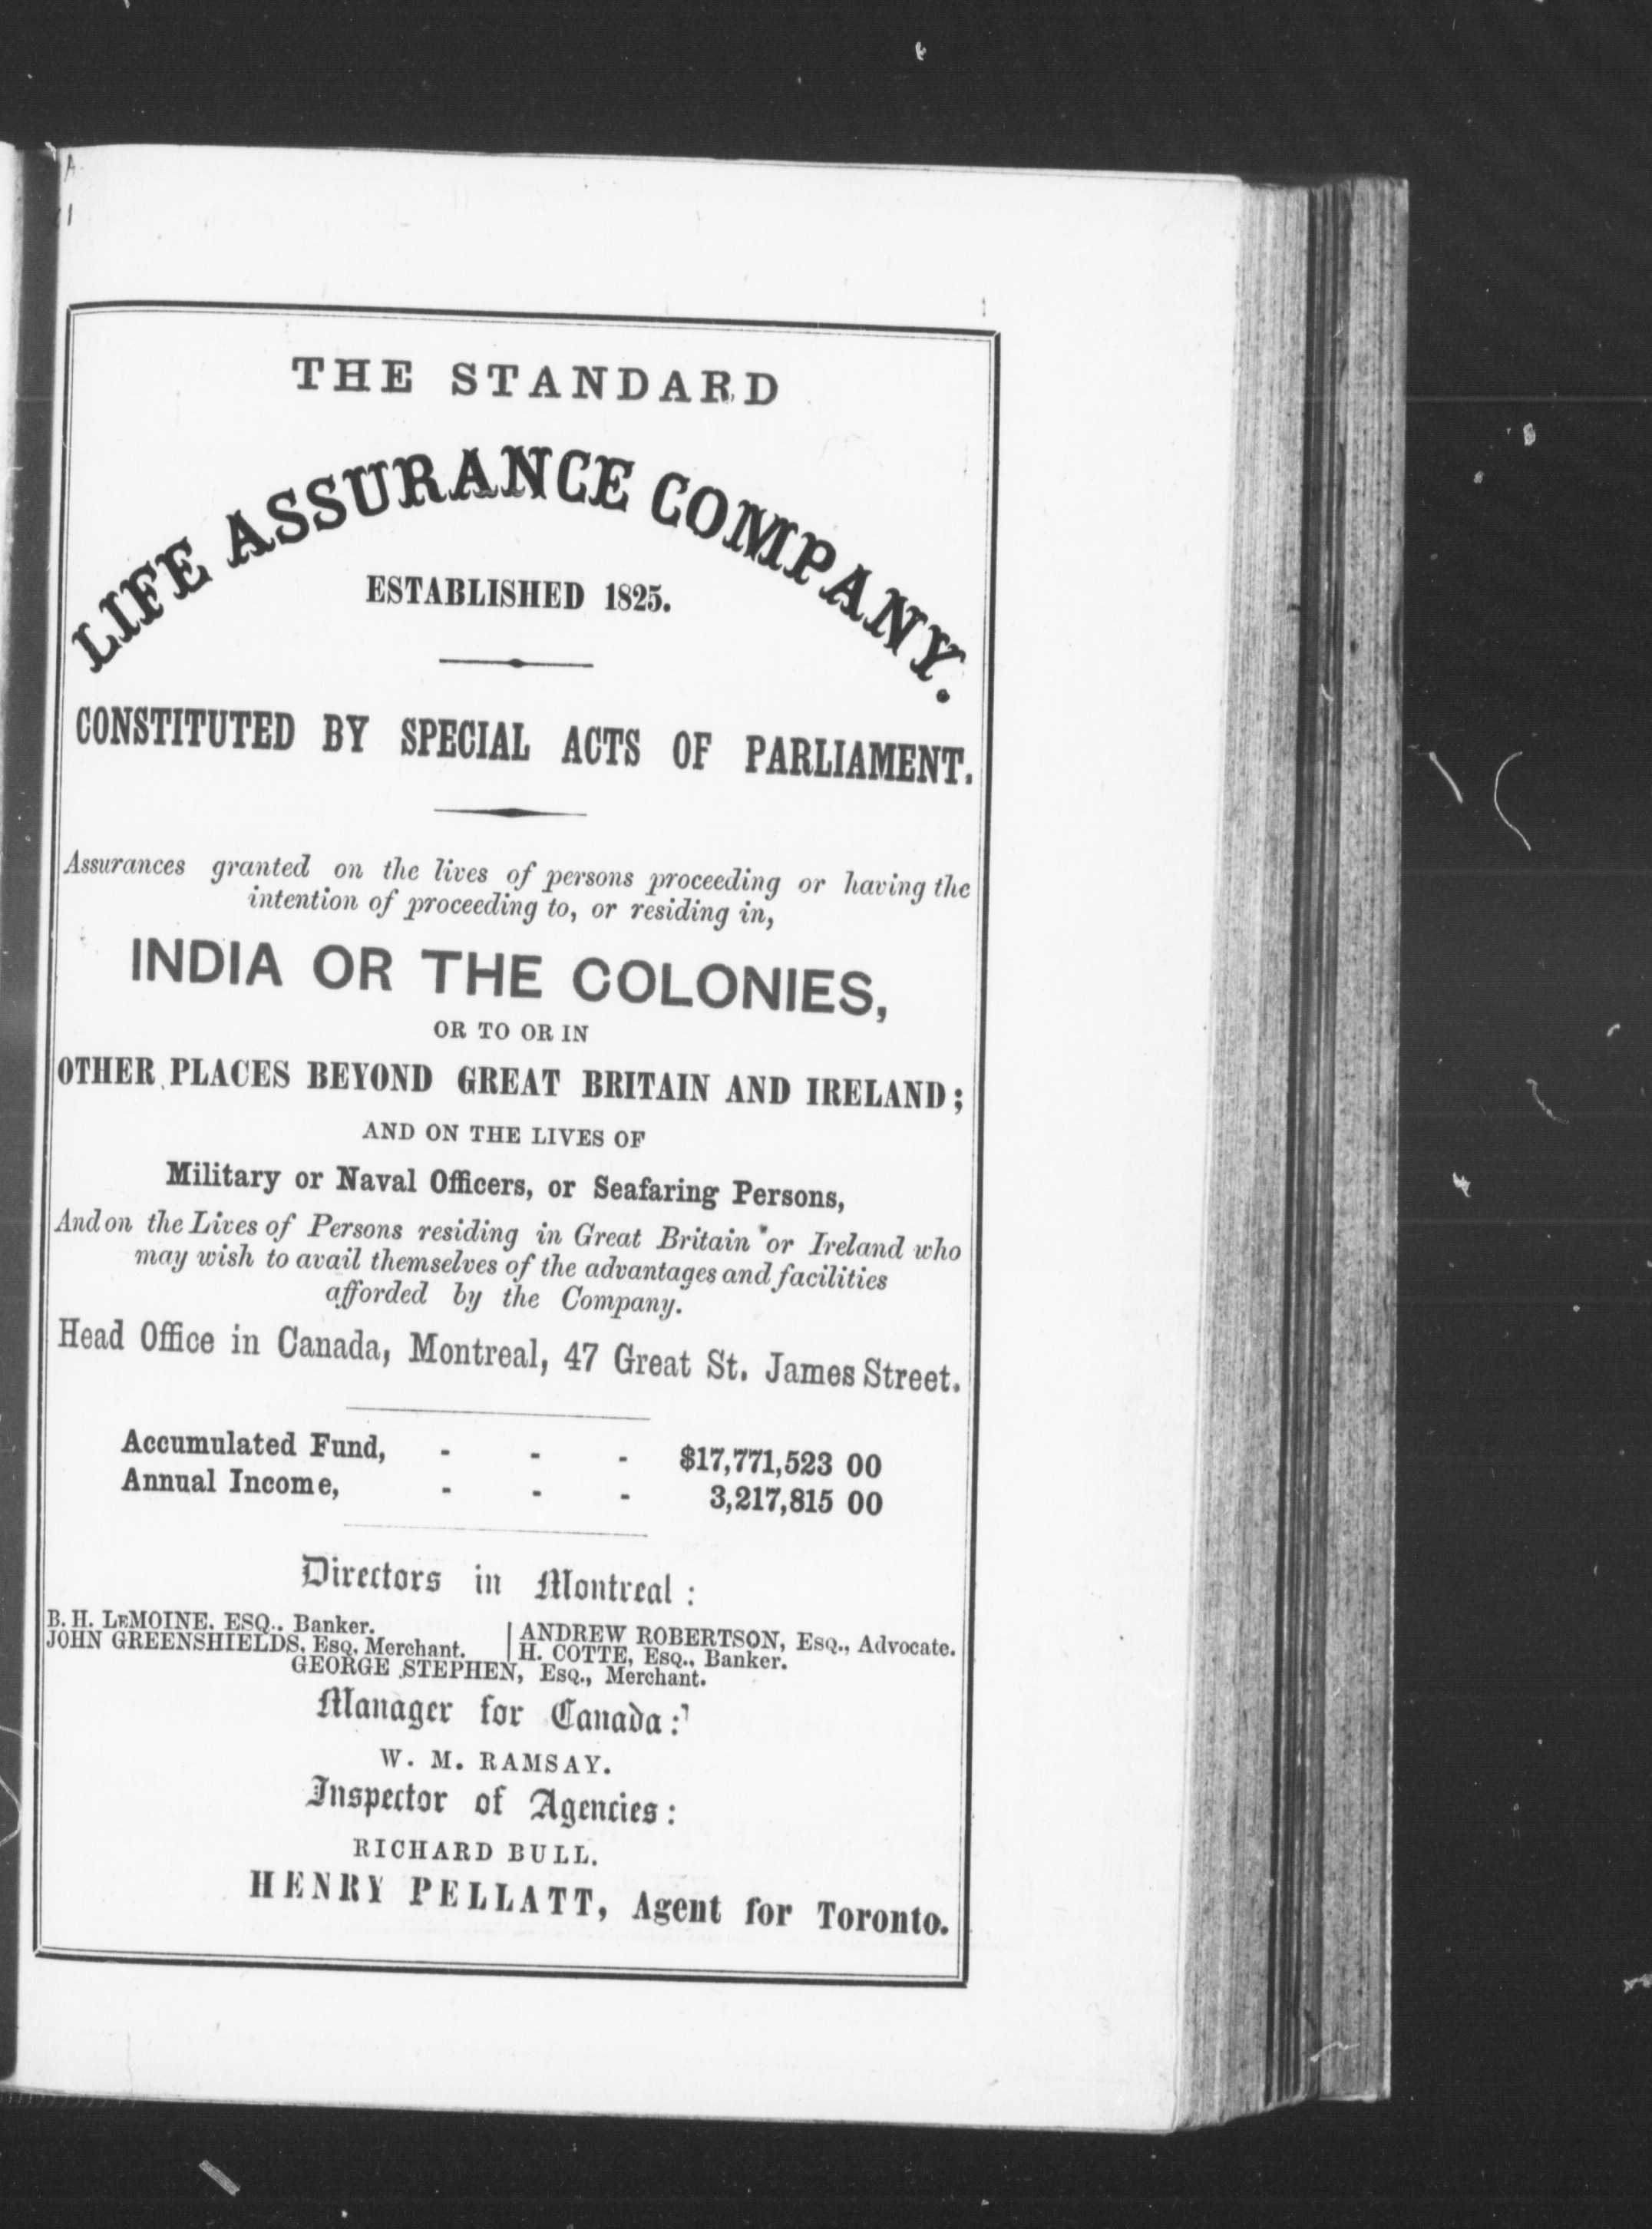 THE STANDARD
LIFE ASSURANCE COMPANY.
ESTABLISHED 1825.
CONSTITUTED BY SPECIAL ACTS OF PARLIAMENT.
Assurances granted on the lives of persons proceeding or having the
intention of proceeding to, or residing in,
INDIA OR THE COLONIES,
OR TO OR IN
OTHER PLACES BEYOND GREAT BRITAIN AND IRELAND;
AND ON THE LIVES OF
Military or Naval Officers, or Seafaring Persons,
And on the Lives of Persons residing in Great Britain or Ireland who
may wish to avail themselves of the advantages and facilities
afforded by the Company.
Head Office in Canada, Montreal, 47 Great St. James Street.
Accumulated Fund, - - - $17,771,523 00
Annual Income, - - - 3,217,815 00
Directors in Montreal:
B. H. LEMOINE. ESQ.. Banker. | ANDREW ROBERTSON, ESQ., Advocate.
JOHN GREENSHIELDS. ESQ, Merchant. | H. COTTE, ESQ., Banker.
GEORGE STEPHEN, ESQ., Merchant.
Manager for Canada:
W. M. RAMSAY.
Inspector of Agencies:
RICHARD BULL.
HENRY PELLATT, Agent for Toronto.